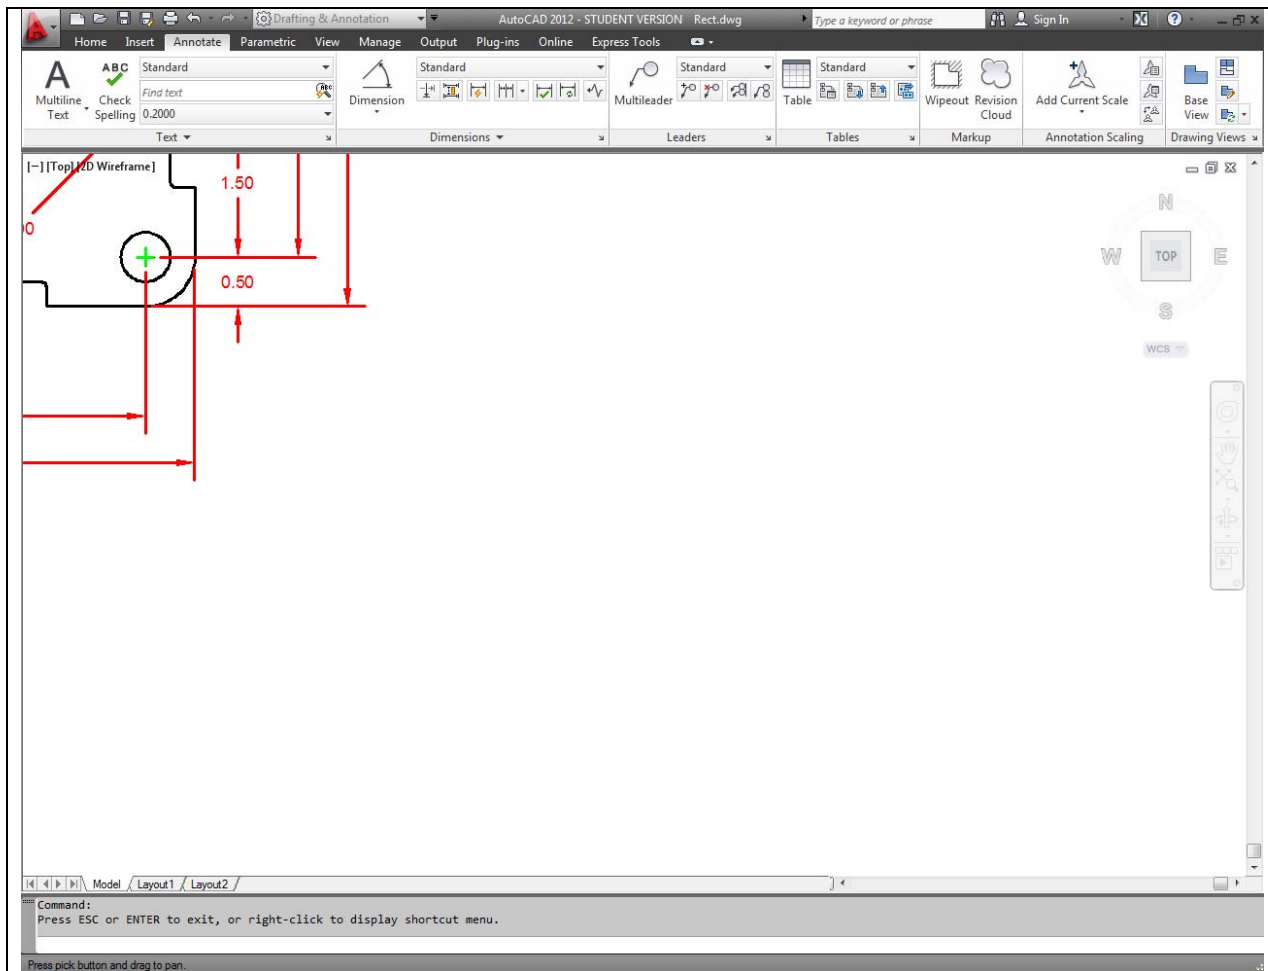 Drafting & Annotation AutoCAD 2012 - STUDENT VERSION Rect.dwg Type a keyword or phrase Sign In
Home Insert Annotate Parametric View Manage Output Plug-ins Online Express Tools
A ABC Standard Standard Standard Standard
Find text
Multiline Text Check Spelling 0.2000 Dimension Multileader Table Wipeout Revision Cloud Add Current Scale Base View
Text Dimensions Leaders Tables Markup Annotation Scaling Drawing Views
[−] [Top] [2D Wireframe]
1.50
0.50
N
W TOP E
S
WCS
Model Layout1 Layout2
Command:
Press ESC or ENTER to exit, or right-click to display shortcut menu.
Press pick button and drag to pan.